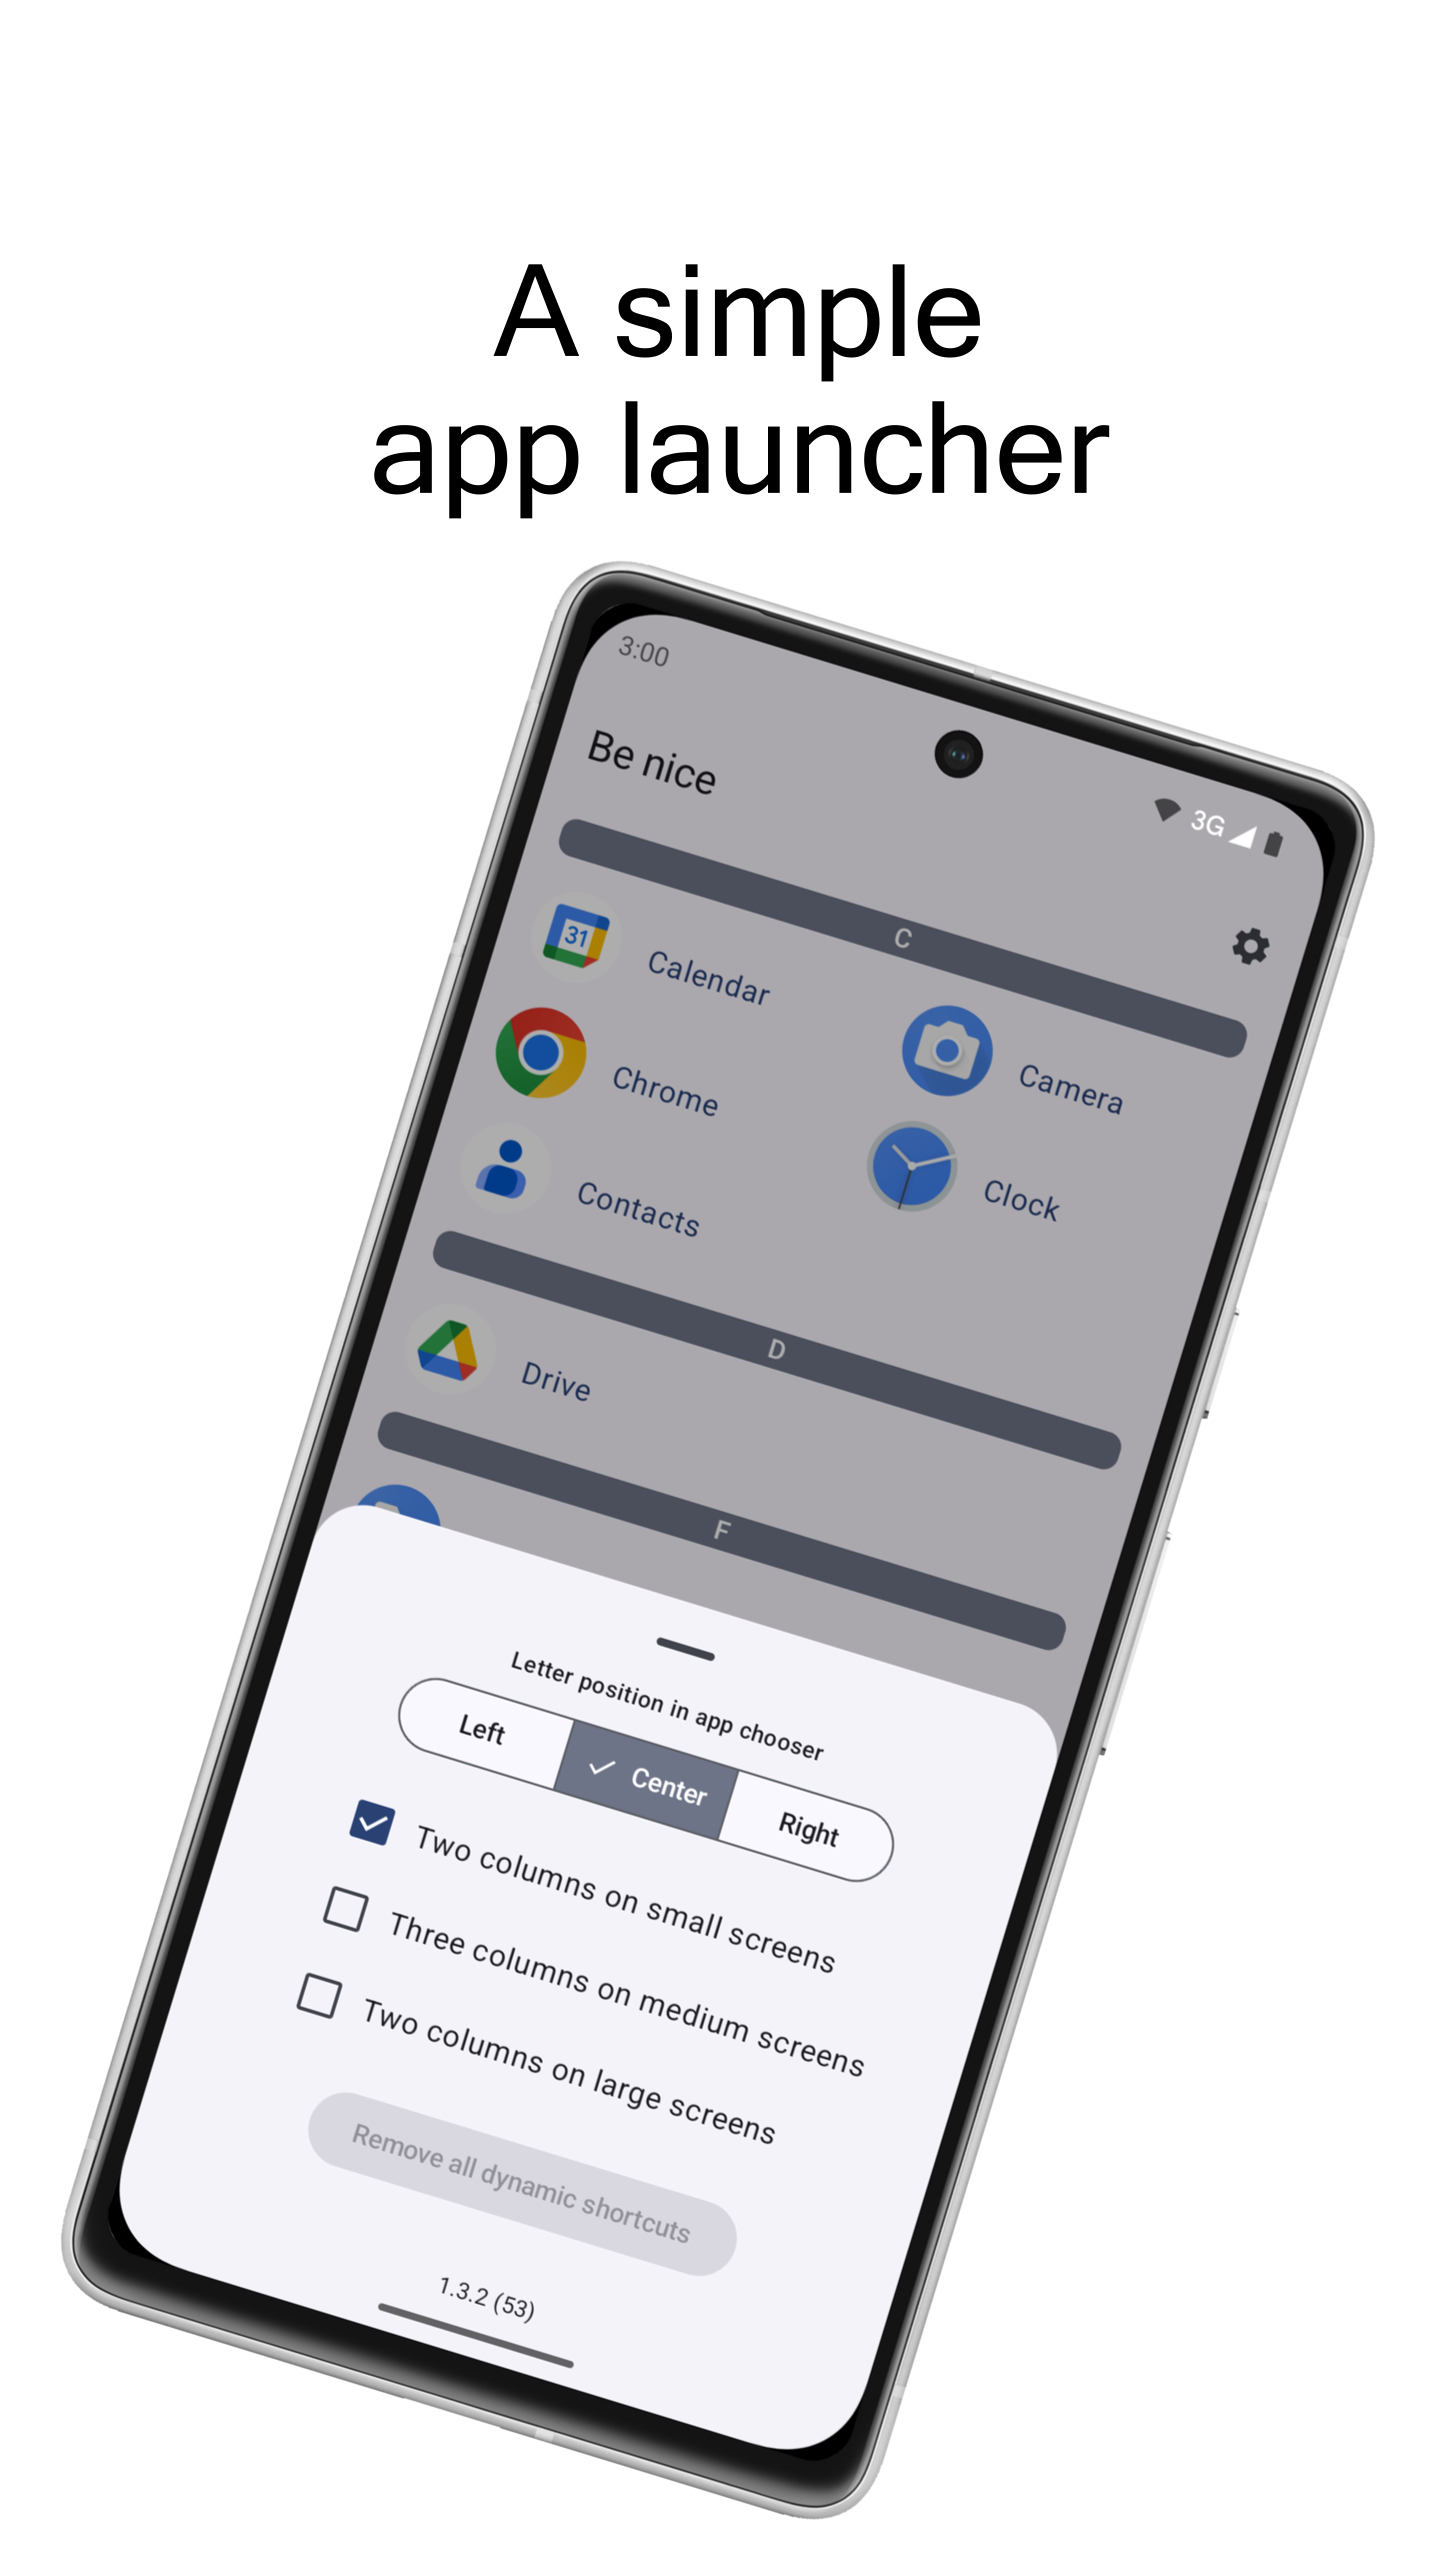 A simple
app launcher
3:00
3G
Be nice
C
31
Calendar
Camera
Chrome
Clock
Contacts
D
Drive
F
Letter position in app chooser
Left
Center
Right
Two columns on small screens
Three columns on medium screens
Two columns on large screens
Remove all dynamic shortcuts
1.3.2 (53)